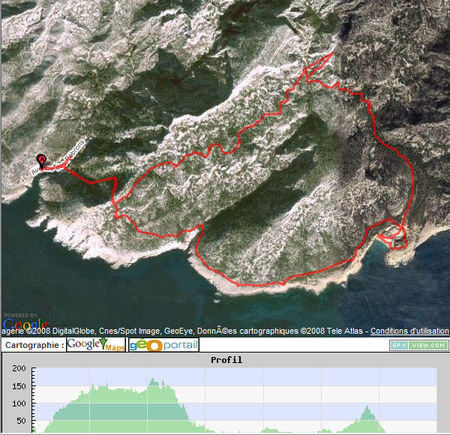 POWERED BY
Google
agerie ©2008 DigitalGlobe, Cnes/Spot Image, GeoEye, DonnÃ©es cartographiques ©2008 Tele Atlas - Conditions d'utilisation
Cartographie :
Google Maps
geoportail
GPX VIEW.COM
Profil
200
150
100
50
0